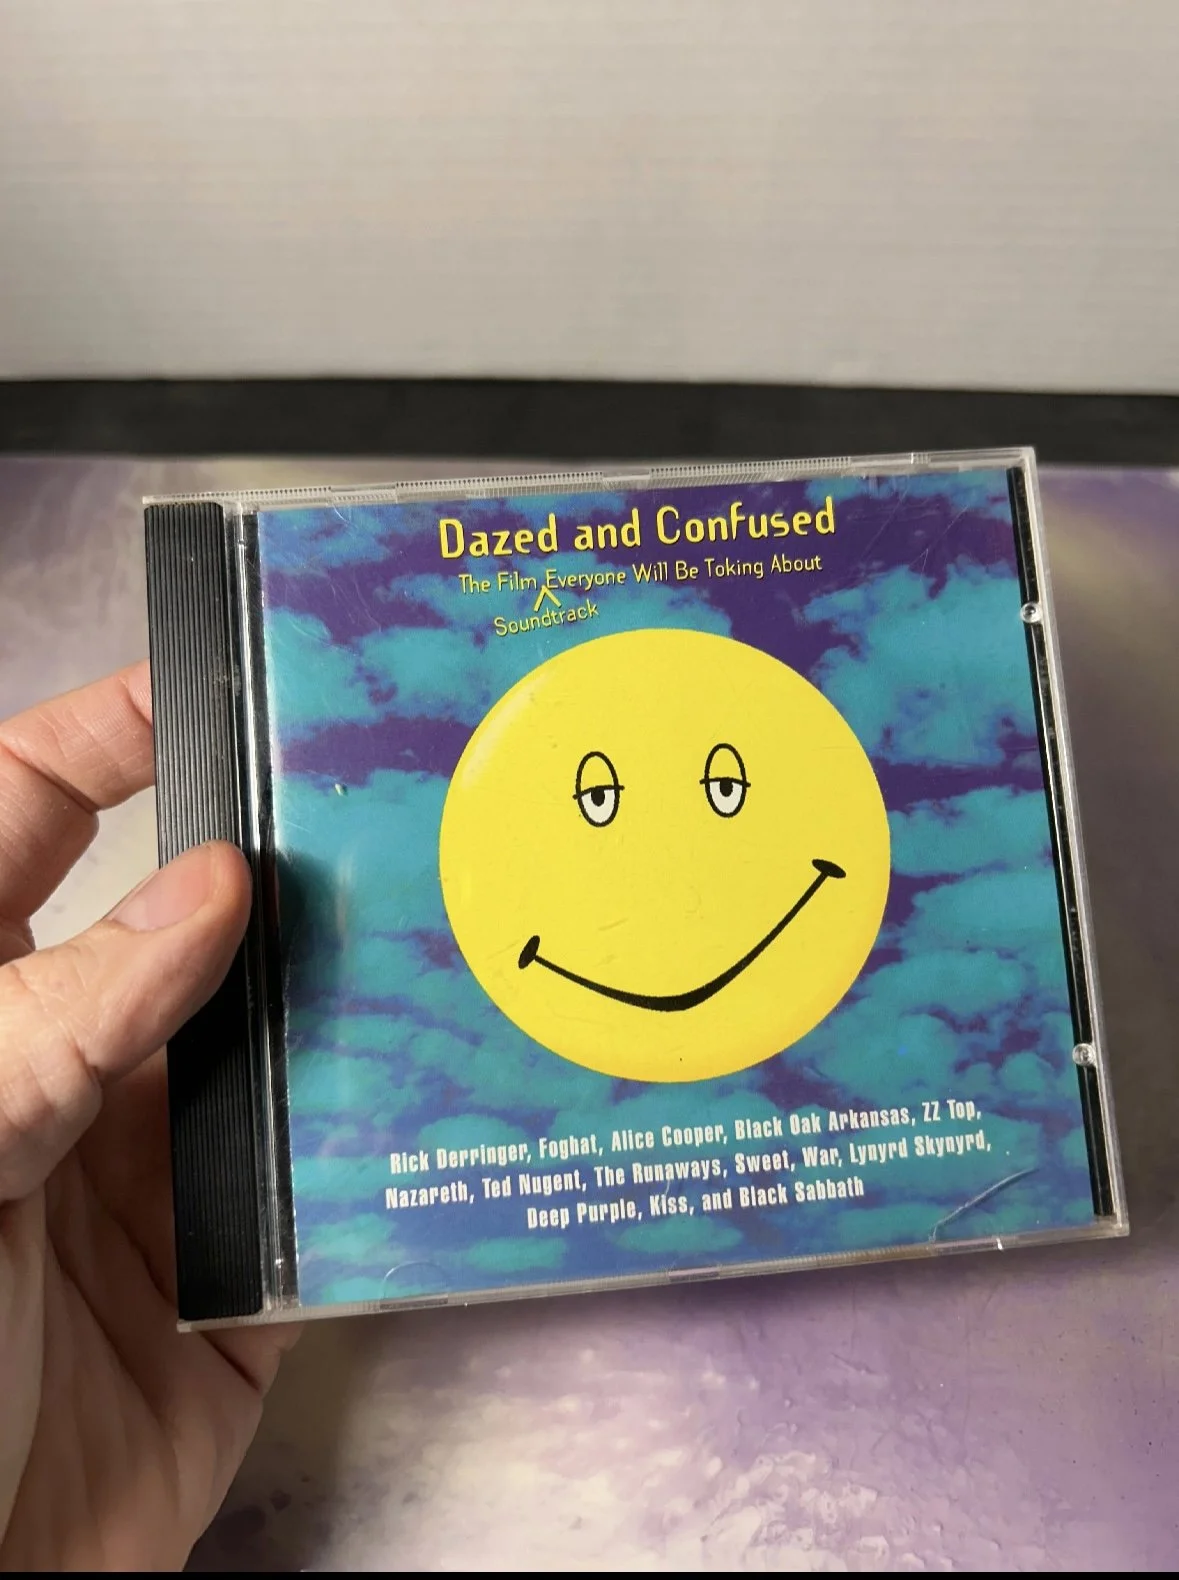 Dazed and Confused
The Film Everyone Will Be Toking About
Soundtrack
Rick Derringer, Foghat, Alice Cooper, Black Oak Arkansas, ZZ Top,
Nazareth, Ted Nugent, The Runaways, Sweet, War, Lynyrd Skynyrd,
Deep Purple, Kiss, and Black Sabbath